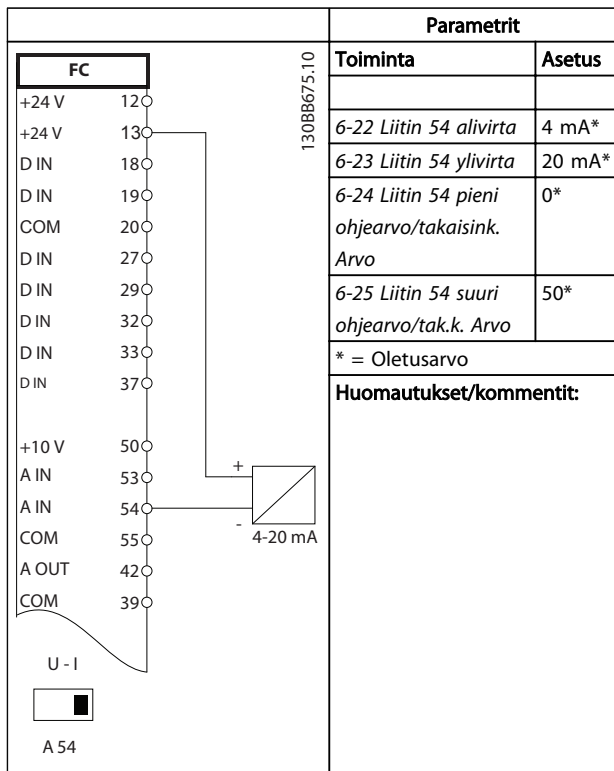 FC
+24 V 12
+24 V 13
D IN 18
D IN 19
COM 20
D IN 27
D IN 29
D IN 32
D IN 33
D IN 37
+10 V 50
A IN 53
A IN 54
COM 55
A OUT 42
COM 39
+
-
4-20 mA
U - I
A 54
130BB675.10
Parametrit
Toiminta Asetus
6-22 Liitin 54 alivirta 4 mA*
6-23 Liitin 54 ylivirta 20 mA*
6-24 Liitin 54 pieni 0*
ohjearvo/takaisink.
Arvo
6-25 Liitin 54 suuri 50*
ohjearvo/tak.k. Arvo
* = Oletusarvo
Huomautukset/kommentit: